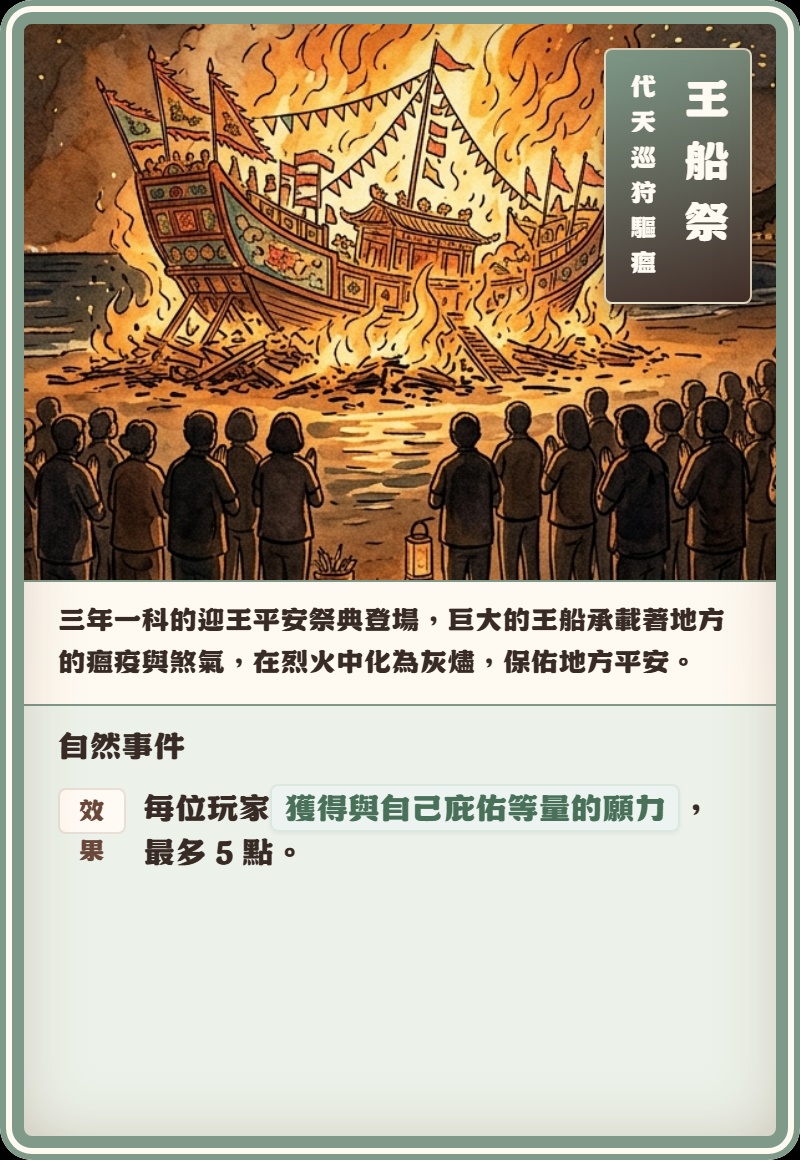 王船祭
代天巡狩驅瘟
三年一科的迎王平安祭典登場，巨大的王船承載著地方
的瘟疫與煞氣，在烈火中化為灰燼，保佑地方平安。
自然事件
效果
每位玩家 獲得與自己庇佑等量的願力 ，
最多 5 點。